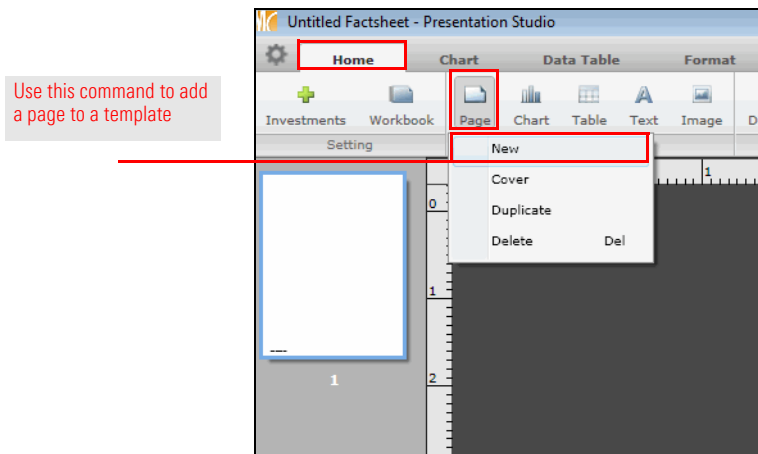 Untitled Factsheet - Presentation Studio
Home Chart Data Table Format
Use this command to add
a page to a template
Investments Workbook Page Chart Table Text Image D
Setting
New
Cover
Duplicate
Delete Del
1
0
1
2
1